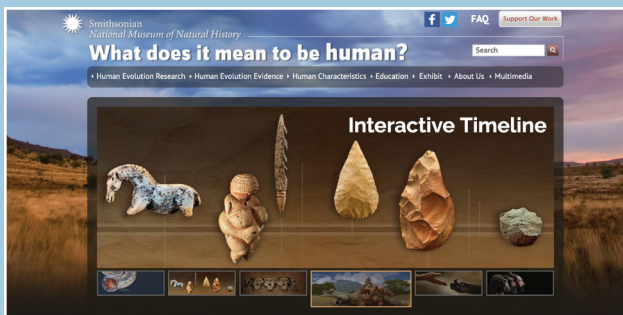 Smithsonian
National Museum of Natural History
FAQ
Support Our Work
What does it mean to be human?
Search
Human Evolution Research Human Evolution Evidence Human Characteristics Education Exhibit About Us Multimedia
Interactive Timeline